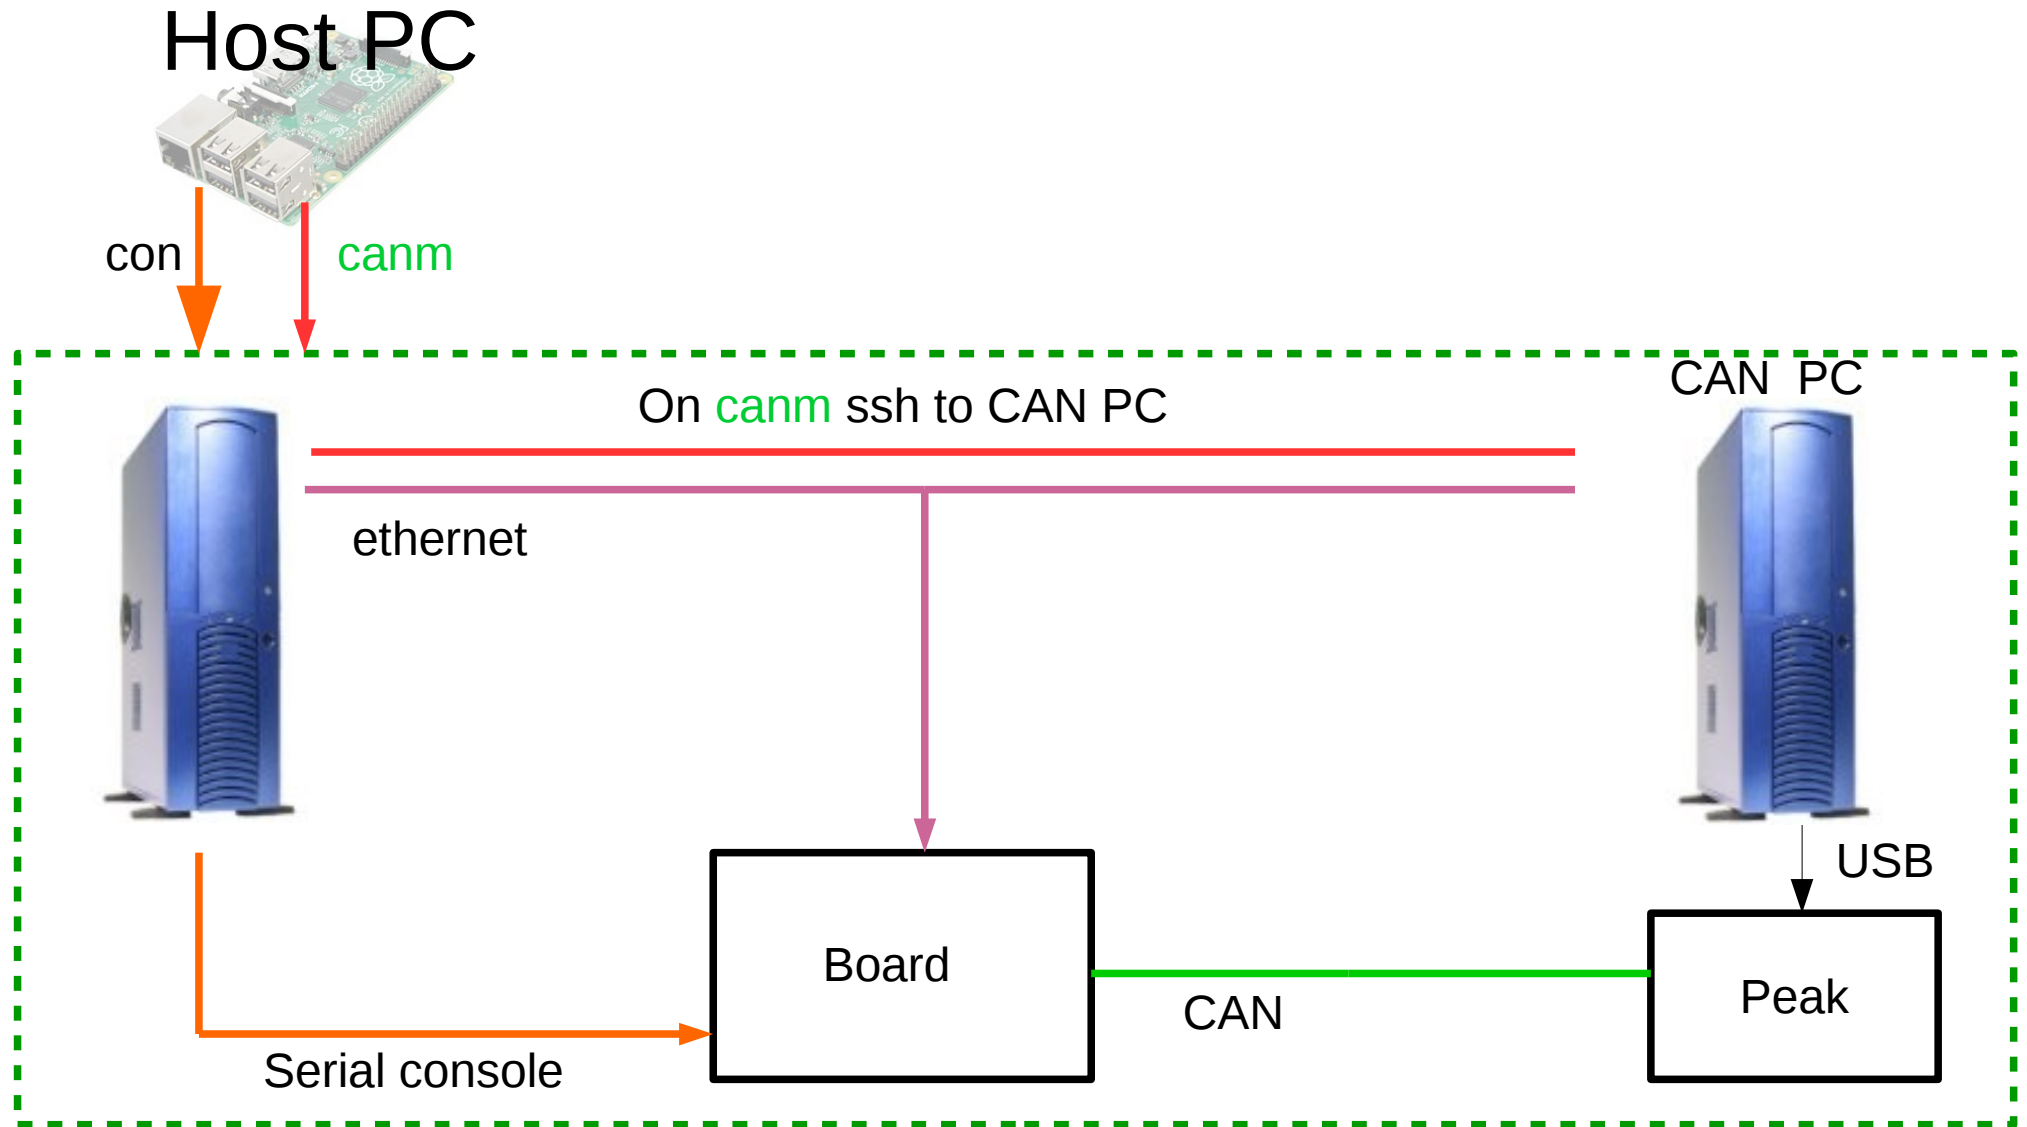 Host PC
con
canm
CAN PC
On canm ssh to CAN PC
ethernet
USB
Board
Peak
CAN
Serial console